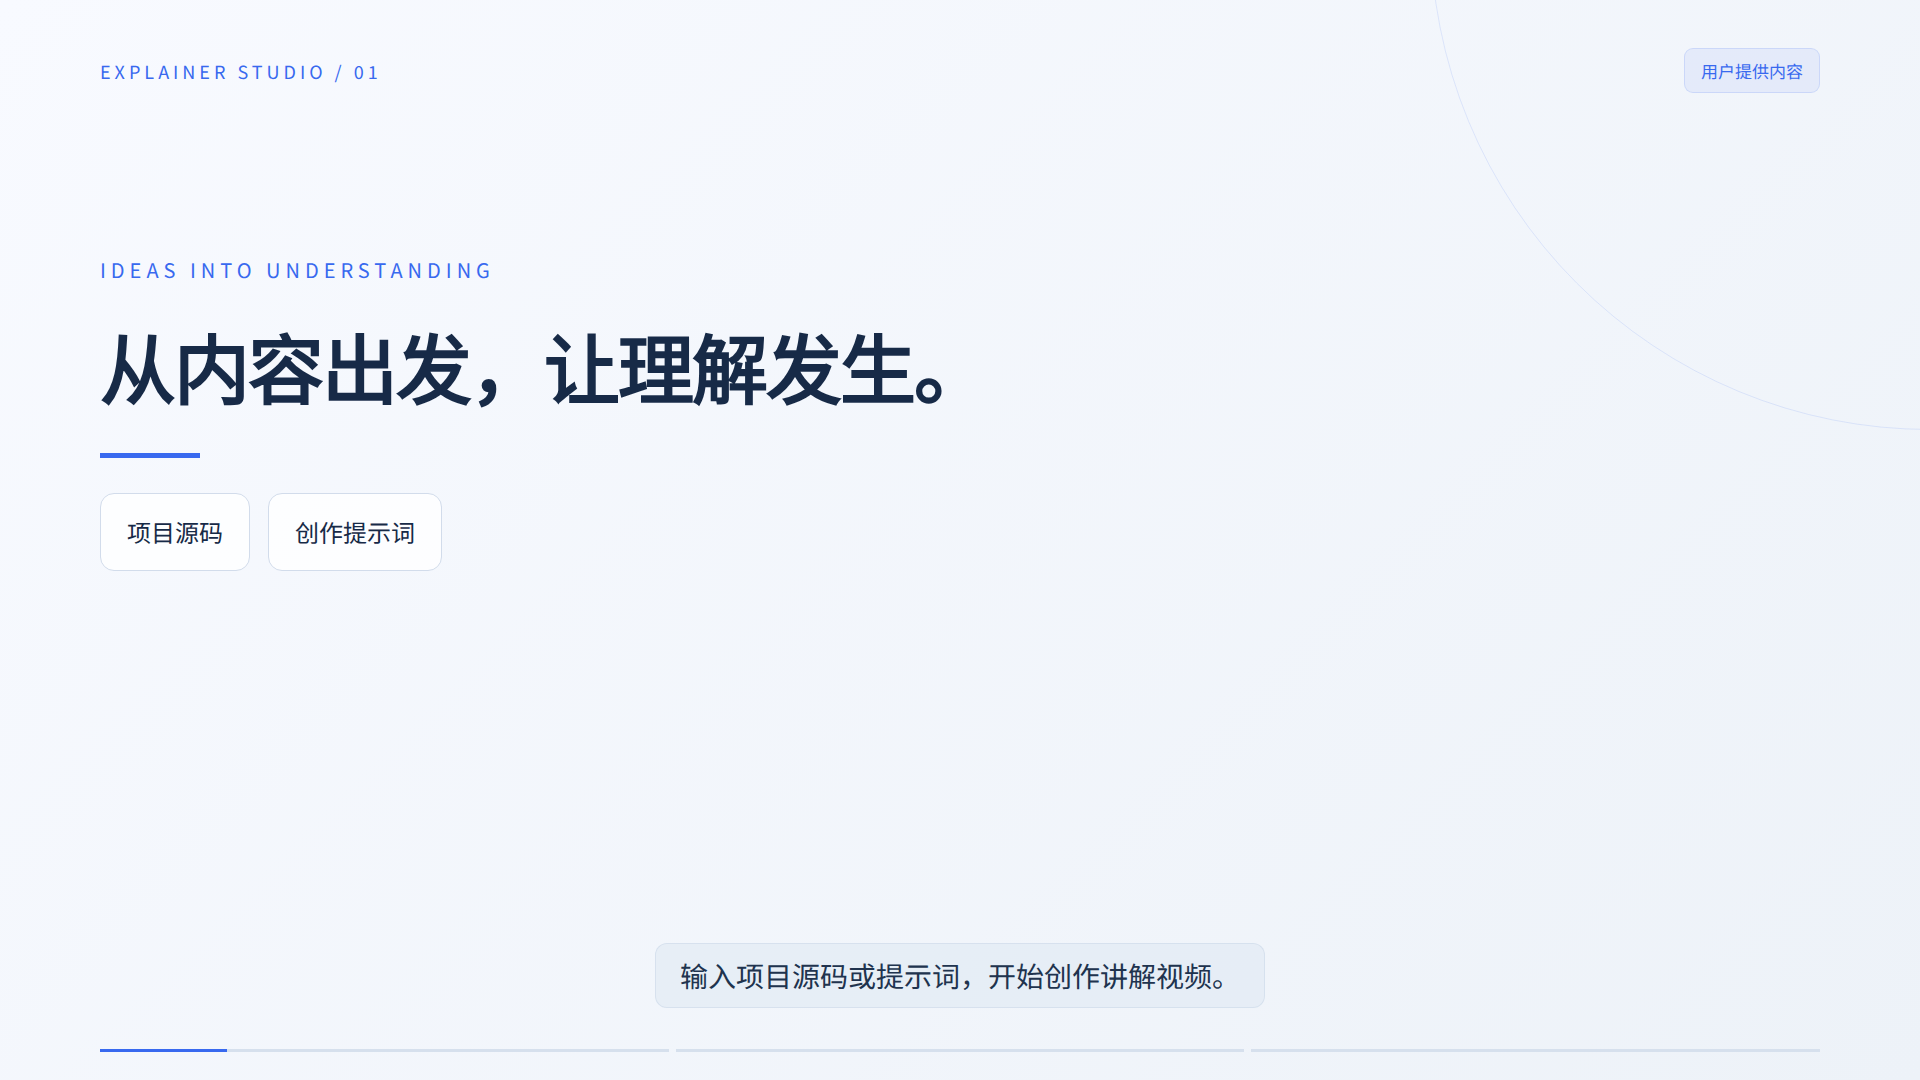 EXPLAINER STUDIO / 01
用户提供内容
IDEAS INTO UNDERSTANDING
从内容出发，让理解发生。
项目源码
创作提示词
输入项目源码或提示词，开始创作讲解视频。